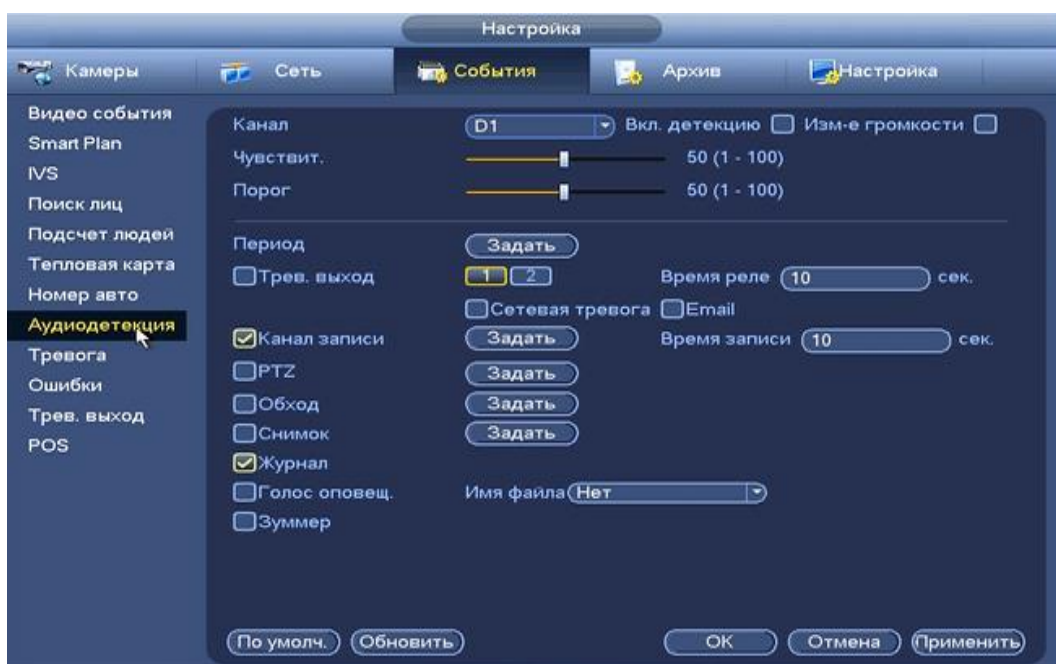 Настройка
Камеры Сеть События Архив Настройка
Видео события
Smart Plan
IVS
Поиск лиц
Подсчет людей
Тепловая карта
Номер авто
Аудиодетекция
Тревога
Ошибки
Трев. выход
POS
Канал D1 Вкл. детекцию Изм-е громкости
Чувствит. 50 (1 - 100)
Порог 50 (1 - 100)
Период Задать
Трев. выход 1 2 Время реле 10 сек.
Сетевая тревога Email
Канал записи Задать Время записи 10 сек.
PTZ Задать
Обход Задать
Снимок Задать
Журнал
Голос оповещ. Имя файла Нет
Зуммер
По умолч. Обновить OK Отмена Применить